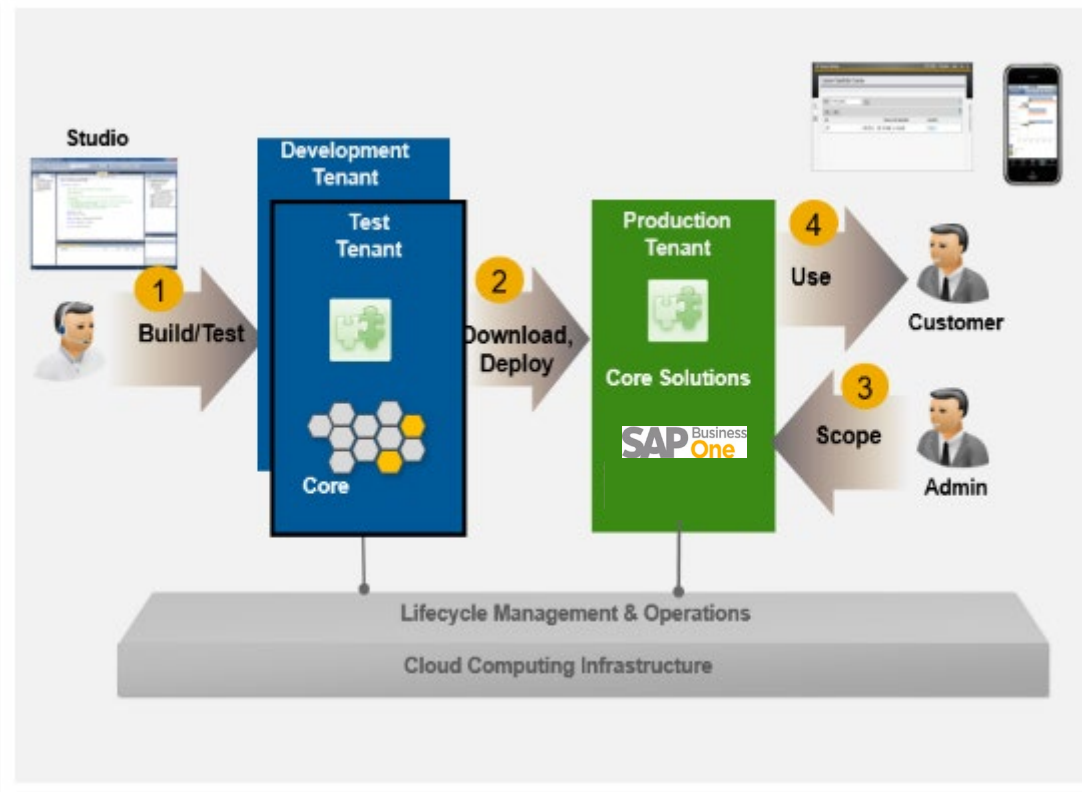 Studio
Development
Tenant
Test
Tenant
Production
Tenant
1
Build/Test
2
Download,
Deploy
4
Use
Customer
Core Solutions
SAP Business
One
3
Scope
Admin
Core
Lifecycle Management & Operations
Cloud Computing Infrastructure